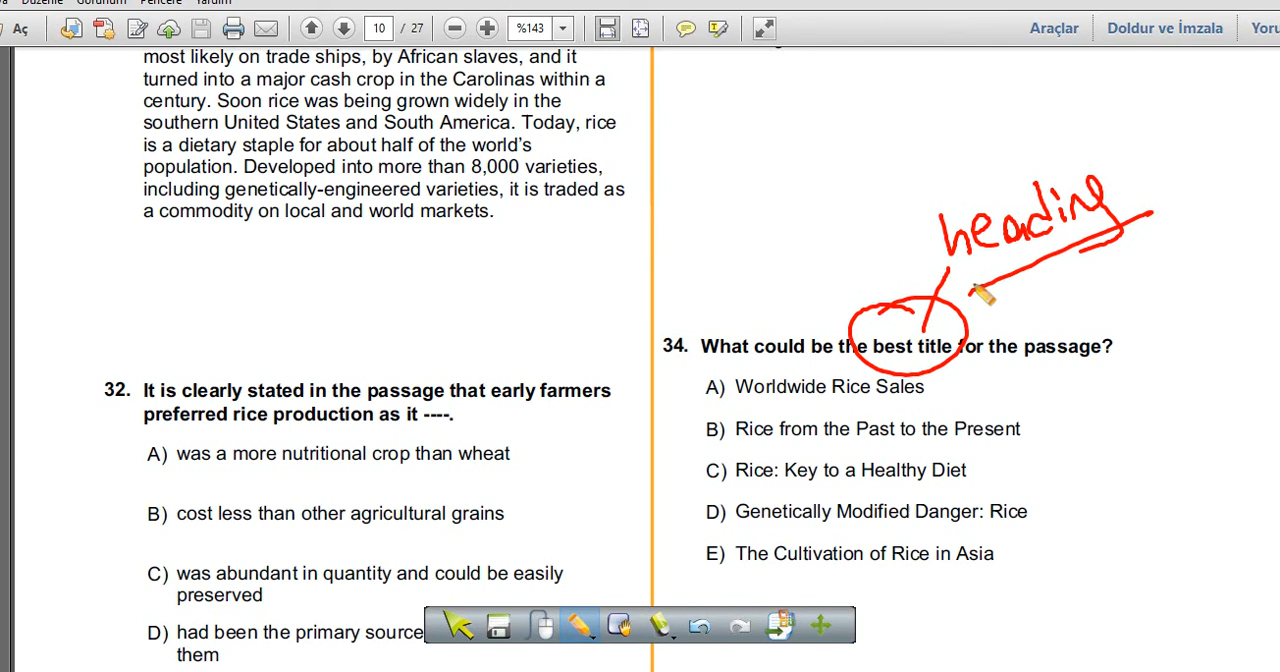 Düzenle Görünüm Pencere Yardım
Aç 10 / 27 %143 Araçlar Doldur ve İmzala
most likely on trade ships, by African slaves, and it
turned into a major cash crop in the Carolinas within a
century. Soon rice was being grown widely in the
southern United States and South America. Today, rice
is a dietary staple for about half of the world's
population. Developed into more than 8,000 varieties,
including genetically-engineered varieties, it is traded as
a commodity on local and world markets.
32. It is clearly stated in the passage that early farmers
preferred rice production as it ----.
A) was a more nutritional crop than wheat
B) cost less than other agricultural grains
C) was abundant in quantity and could be easily
preserved
D) had been the primary source
them
heading
34. What could be the best title for the passage?
A) Worldwide Rice Sales
B) Rice from the Past to the Present
C) Rice: Key to a Healthy Diet
D) Genetically Modified Danger: Rice
E) The Cultivation of Rice in Asia